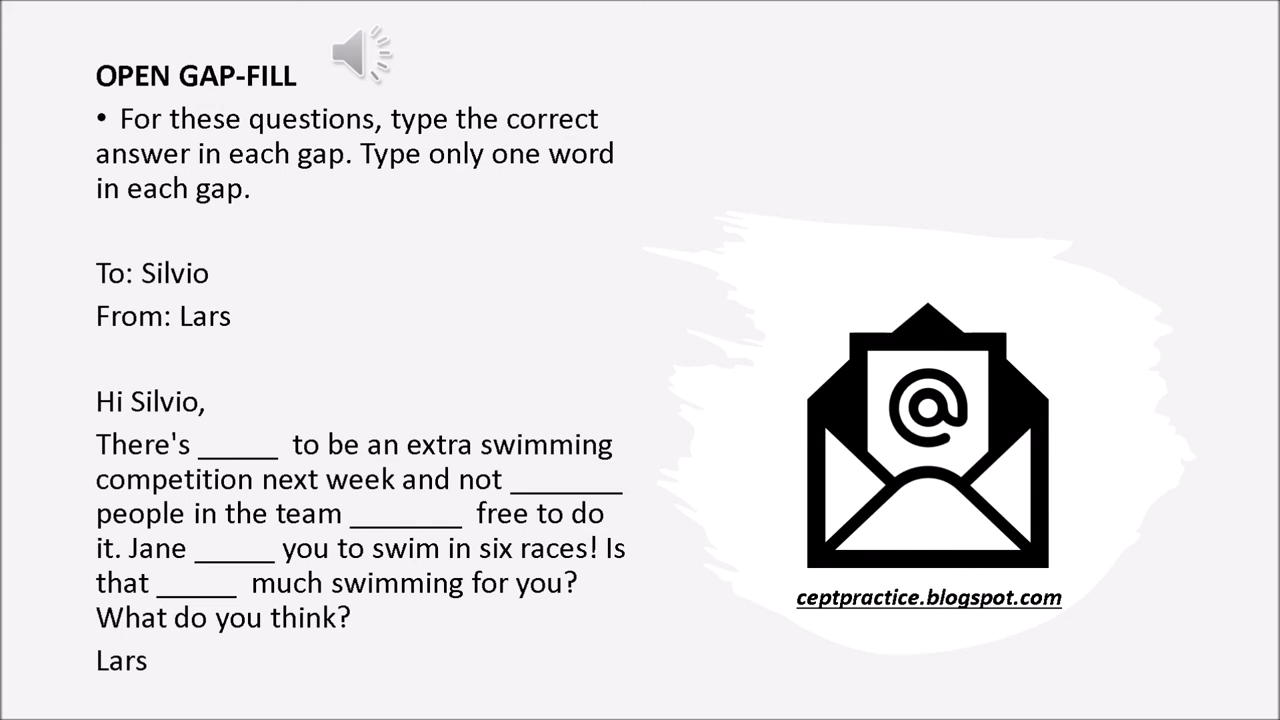 OPEN GAP-FILL
• For these questions, type the correct
answer in each gap. Type only one word
in each gap.
To: Silvio
From: Lars
Hi Silvio,
There's _____ to be an extra swimming
competition next week and not _______
people in the team _______ free to do
it. Jane _____ you to swim in six races! Is
that _____ much swimming for you?
What do you think?
Lars
@
ceptpractice.blogspot.com